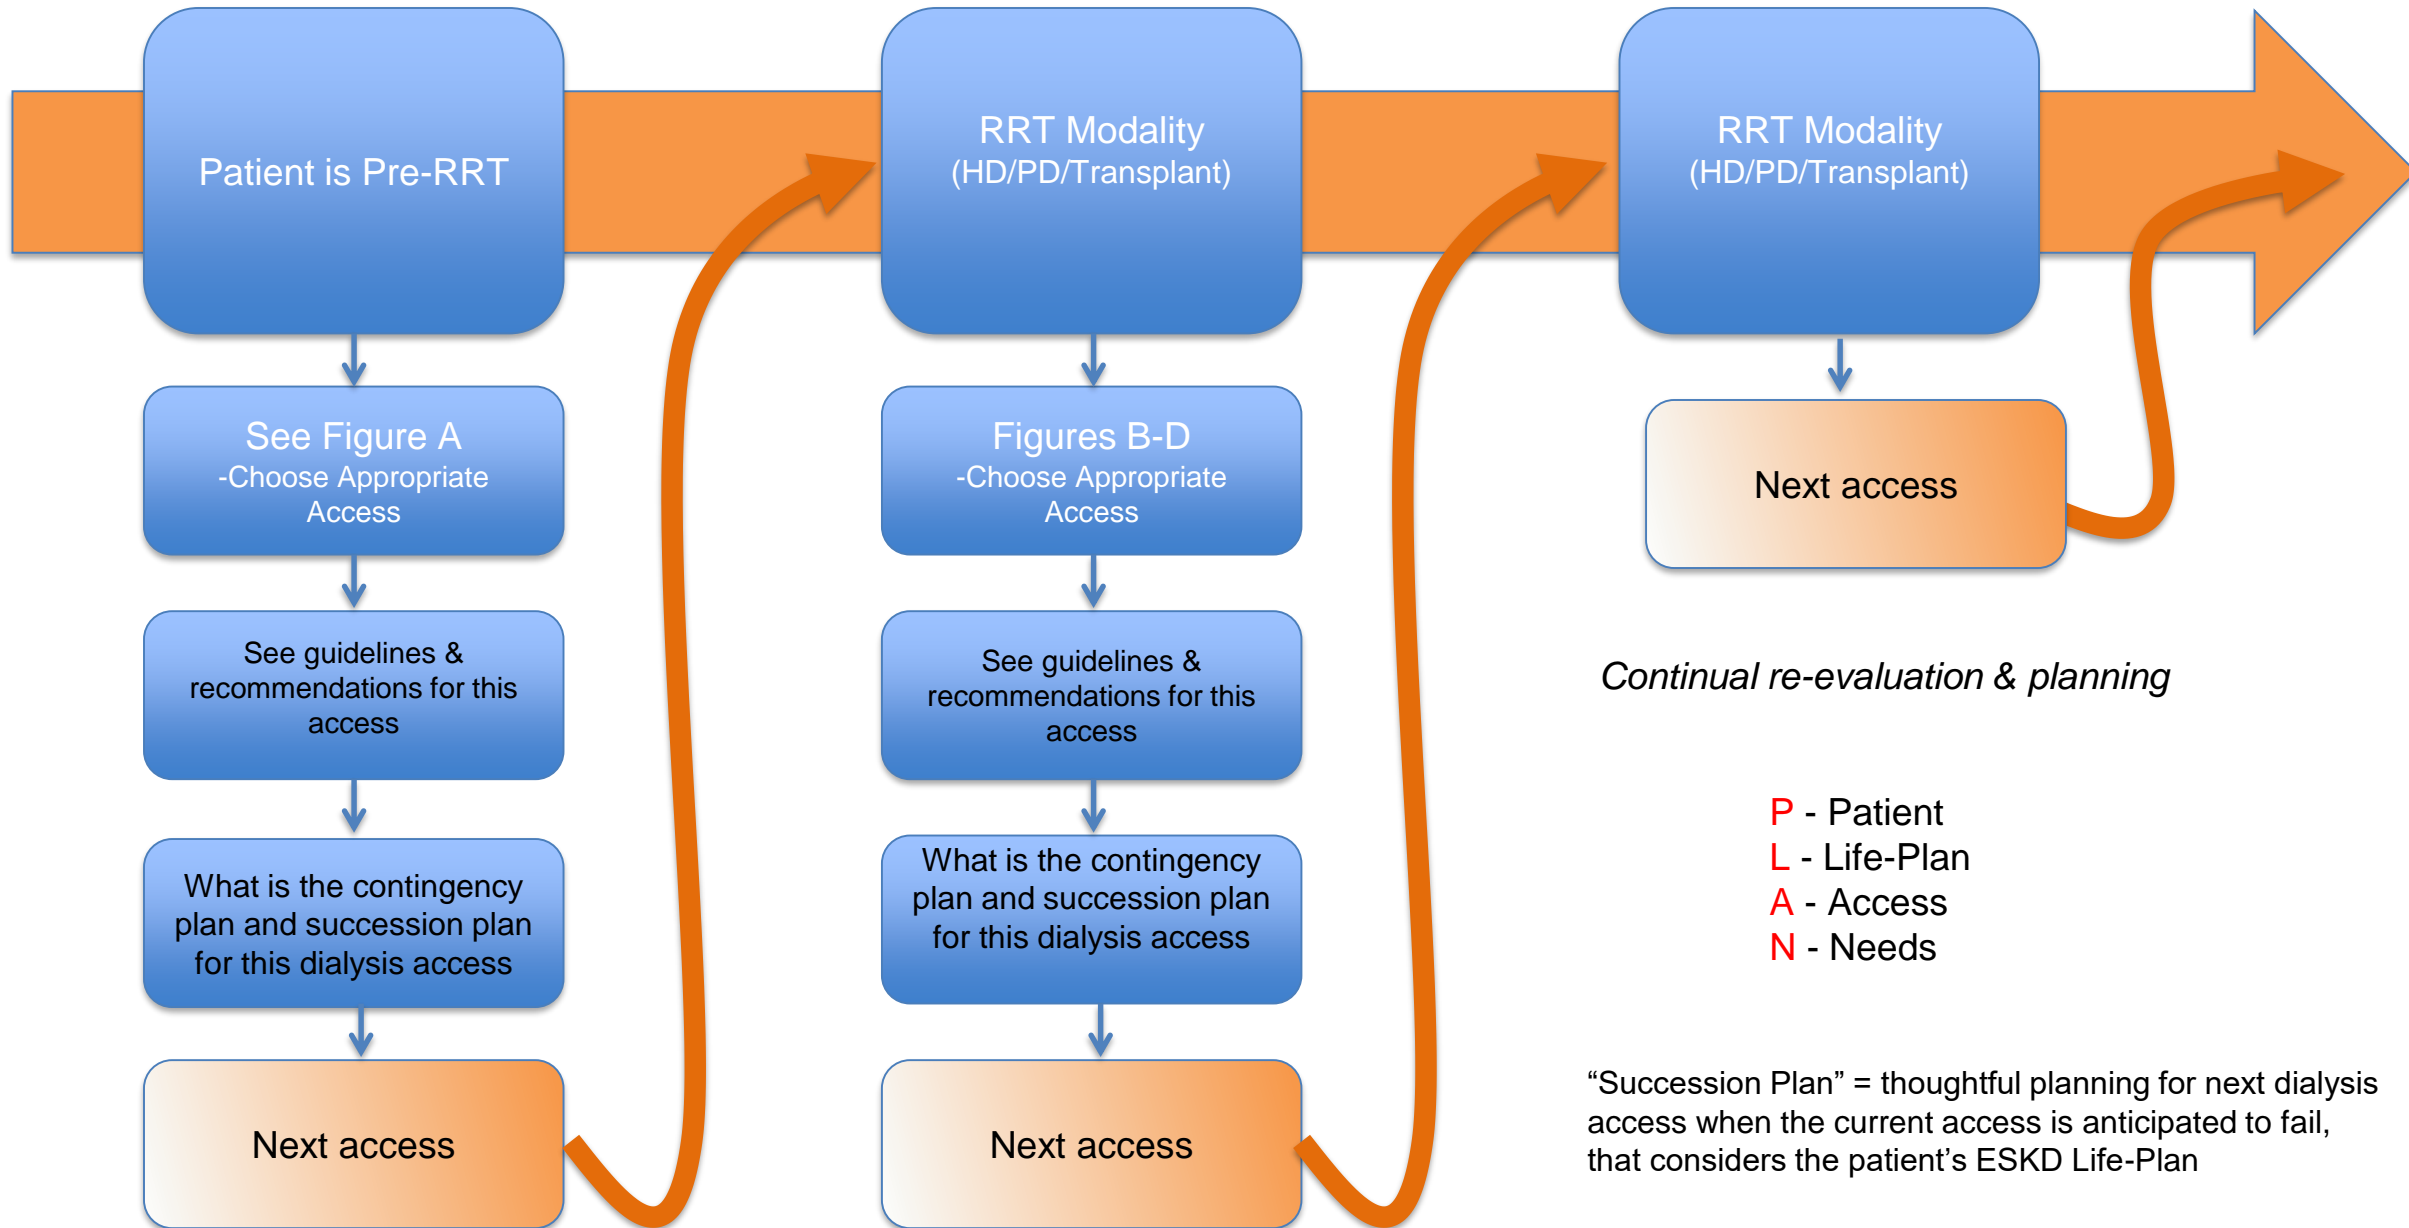 Patient is Pre-RRT
See Figure A
-Choose Appropriate
Access
See guidelines &
recommendations for this
access
What is the contingency
plan and succession plan
for this dialysis access
Next access
RRT Modality
(HD/PD/Transplant)
Figures B-D
-Choose Appropriate
Access
See guidelines &
recommendations for this
access
What is the contingency
plan and succession plan
for this dialysis access
Next access
RRT Modality
(HD/PD/Transplant)
Next access
Continual re-evaluation & planning
P - Patient
L - Life-Plan
A - Access
N - Needs
“Succession Plan” = thoughtful planning for next dialysis
access when the current access is anticipated to fail,
that considers the patient’s ESKD Life-Plan